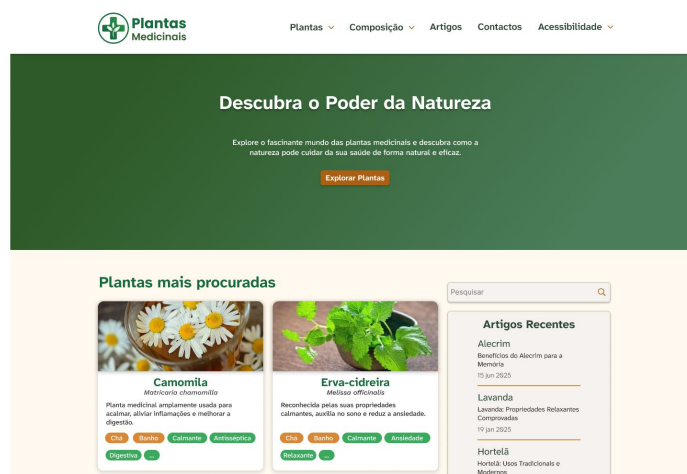 Plantas
Medicinais
Plantas Composição Artigos Contactos Acessibilidade
Descubra o Poder da Natureza
Explore o fascinante mundo das plantas medicinais e descubra como a
natureza pode cuidar da sua saúde de forma natural e eficaz.
Explorar Plantas
Plantas mais procuradas
Camomila
Matricaria chamomilla
Planta medicinal amplamente usada para
acalmar, aliviar inflamações e melhorar a
digestão.
Chá Banho Calmante Antisséptica
Digestiva ...
Erva-cidreira
Melissa officinalis
Reconhecida pelas suas propriedades
calmantes, auxilia no sono e reduz a ansiedade.
Chá Banho Calmante Ansiedade
Relaxante ...
Pesquisar
Artigos Recentes
Alecrim
Benefícios do Alecrim para a
Memória
15 jun 2025
Lavanda
Lavanda: Propriedades Relaxantes
Comprovadas
19 jan 2025
Hortelã
Hortelã: Usos Tradicionais e
Modernos